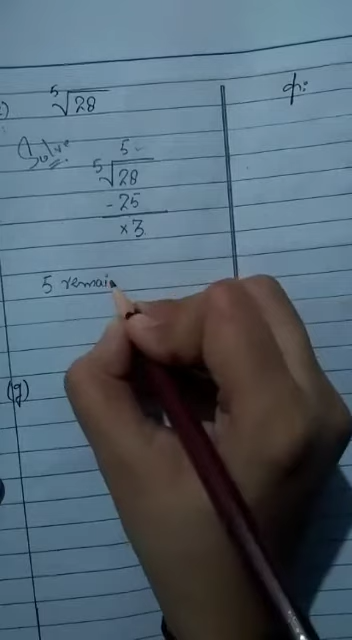 5√28
Solve
5
5√28
- 25
×3
5 remai
(g)